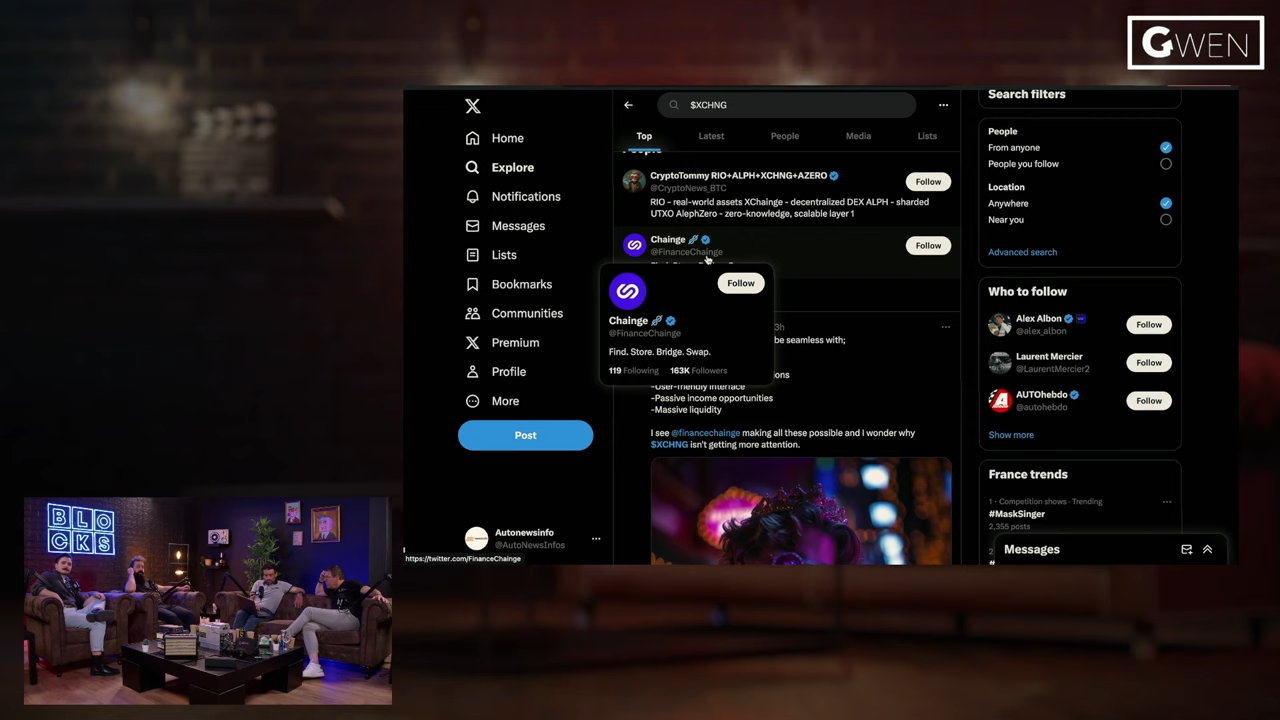 GWEN
$XCHNG
Top
Latest
People
Media
Lists
People
CryptoTommy RIO+ALPH+XCHNG+AZERO
@CryptoNews_BTC
Follow
RIO - real-world assets XChainge - decentralized DEX ALPH - sharded
UTXO AlephZero - zero-knowledge, scalable layer 1
Chainge
@FinanceChainge
Follow
Follow
Chainge
@FinanceChainge
Find. Store. Bridge. Swap.
119 Following 163K Followers
3h
be seamless with;
-User-friendly interface
-Passive income opportunities
-Massive liquidity
I see @financechainge making all these possible and I wonder why
$XCHNG isn't getting more attention.
Home
Explore
Notifications
Messages
Lists
Bookmarks
Communities
Premium
Profile
More
Post
Autonewsinfo
@AutoNewsInfos
https://twitter.com/FinanceChainge
Search filters
People
From anyone
People you follow
Location
Anywhere
Near you
Advanced search
Who to follow
Alex Albon
@alex_albon
Follow
Laurent Mercier
@LaurentMercier2
Follow
AUTOhebdo
@autohebdo
Follow
Show more
France trends
1 · Competition shows · Trending
#MaskSinger
2,355 posts
2
#
Messages
BLO
CKS